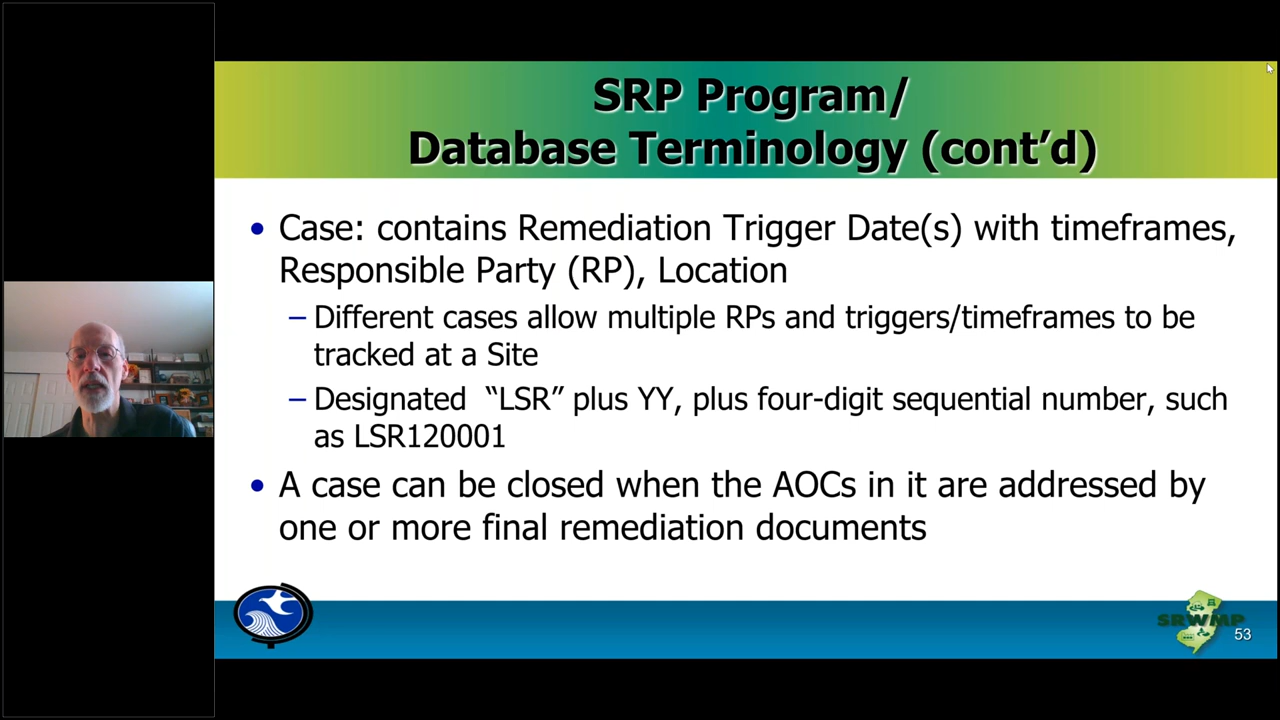 SRP Program/
Database Terminology (cont’d)
• Case: contains Remediation Trigger Date(s) with timeframes,
Responsible Party (RP), Location
– Different cases allow multiple RPs and triggers/timeframes to be
tracked at a Site
– Designated “LSR” plus YY, plus four-digit sequential number, such
as LSR120001
• A case can be closed when the AOCs in it are addressed by
one or more final remediation documents
SRWMP
53